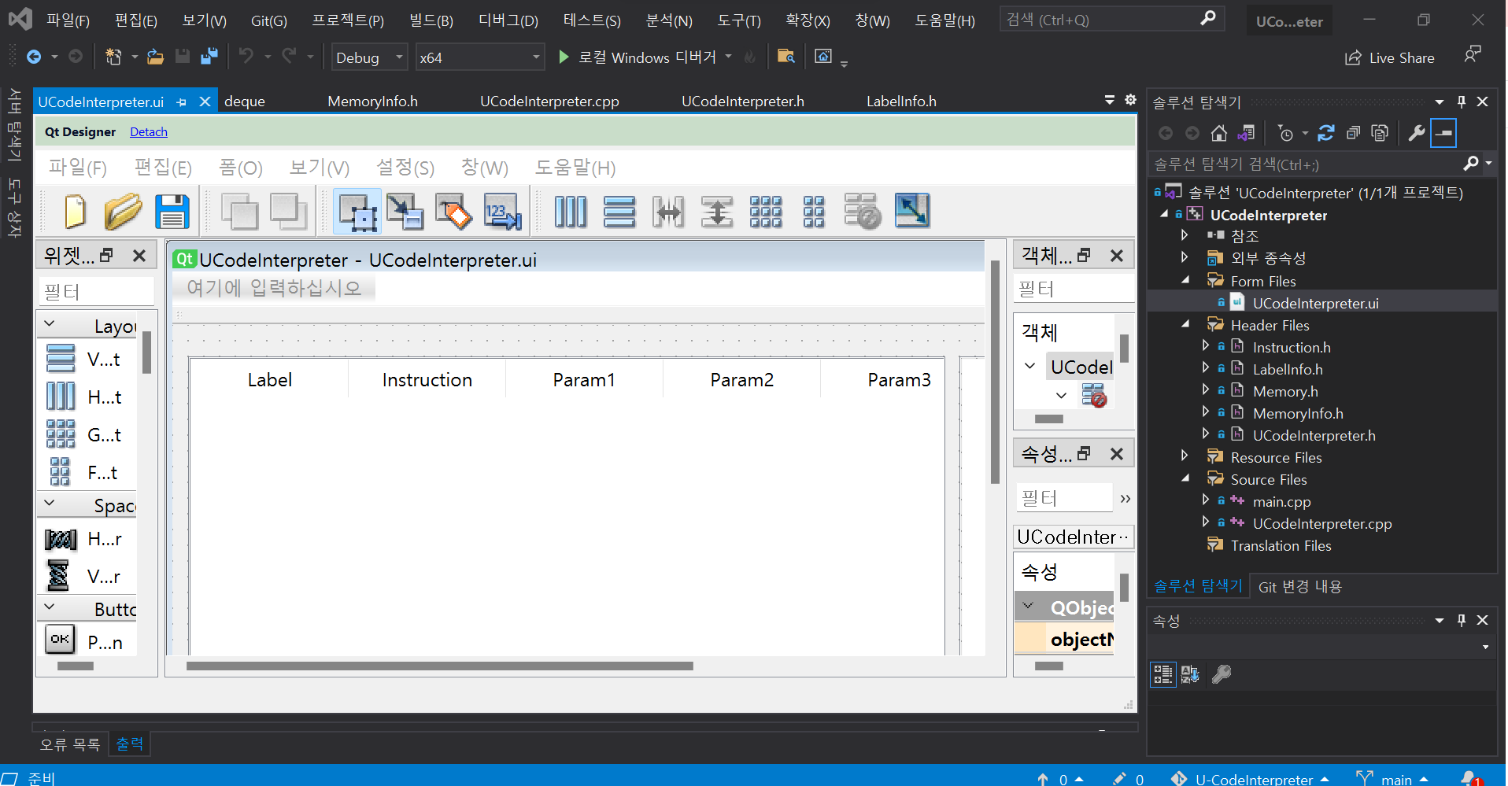 파일(F) 편집(E) 보기(V) Git(G) 프로젝트(P) 빌드(B) 디버그(D) 테스트(S) 분석(N) 도구(T) 확장(X) 창(W) 도움말(H) 검색 (Ctrl+Q) UCo...eter
Debug x64 로컬 Windows 디버거 Live Share
서버 탐색기
도구 상자
UCodeInterpreter.ui deque MemoryInfo.h UCodeInterpreter.cpp UCodeInterpreter.h LabelInfo.h
Qt Designer Detach
파일(F) 편집(E) 폼(O) 보기(V) 설정(S) 창(W) 도움말(H)
123
위젯...
필터
Layou
V...t
H...t
G...t
F...t
Spac
H...r
V...r
Butto
OK P...n
Qt UCodeInterpreter - UCodeInterpreter.ui
여기에 입력하십시오
Label Instruction Param1 Param2 Param3
객체...
필터
객체
UCodeI
속성...
필터
UCodeInter··
속성
QObjec
objectN
솔루션 탐색기
솔루션 탐색기 검색(Ctrl+;)
솔루션 'UCodeInterpreter' (1/1개 프로젝트)
UCodeInterpreter
참조
외부 종속성
Form Files
ui UCodeInterpreter.ui
Header Files
Instruction.h
LabelInfo.h
Memory.h
MemoryInfo.h
UCodeInterpreter.h
Resource Files
Source Files
main.cpp
UCodeInterpreter.cpp
Translation Files
솔루션 탐색기 Git 변경 내용
속성
오류 목록 출력
준비 0 0 U-CodeInterpreter main 1